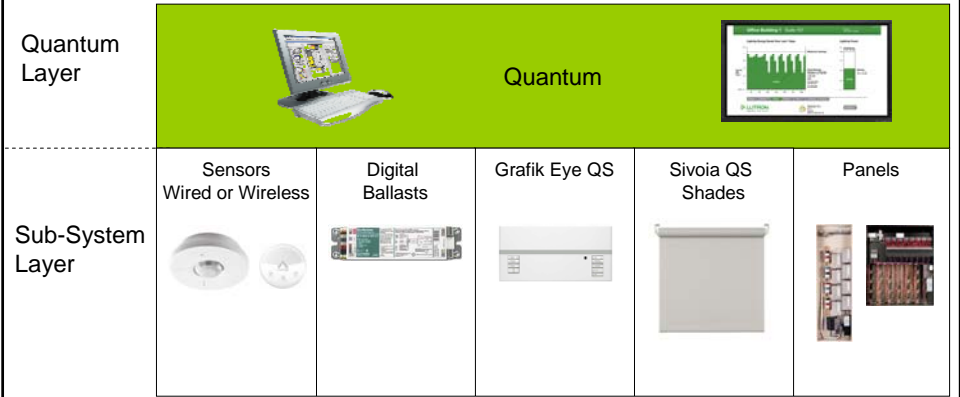 Quantum
Layer
Quantum
LUTRON
Sensors
Wired or Wireless
Digital
Ballasts
Grafik Eye QS
Sivoia QS
Shades
Panels
Sub-System
Layer